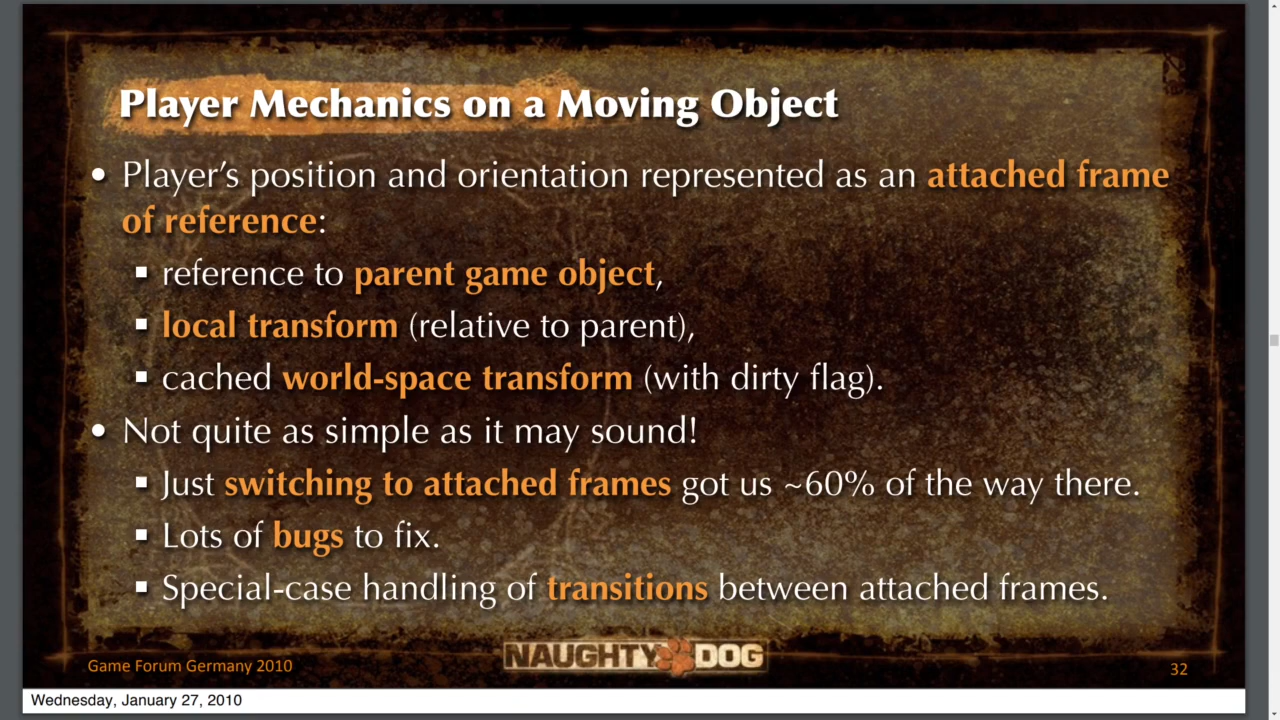 Player Mechanics on a Moving Object
• Player’s position and orientation represented as an attached frame
of reference:
▪ reference to parent game object,
▪ local transform (relative to parent),
▪ cached world-space transform (with dirty flag).
• Not quite as simple as it may sound!
▪ Just switching to attached frames got us ~60% of the way there.
▪ Lots of bugs to fix.
▪ Special-case handling of transitions between attached frames.
Game Forum Germany 2010
NAUGHTY DOG
32
Wednesday, January 27, 2010